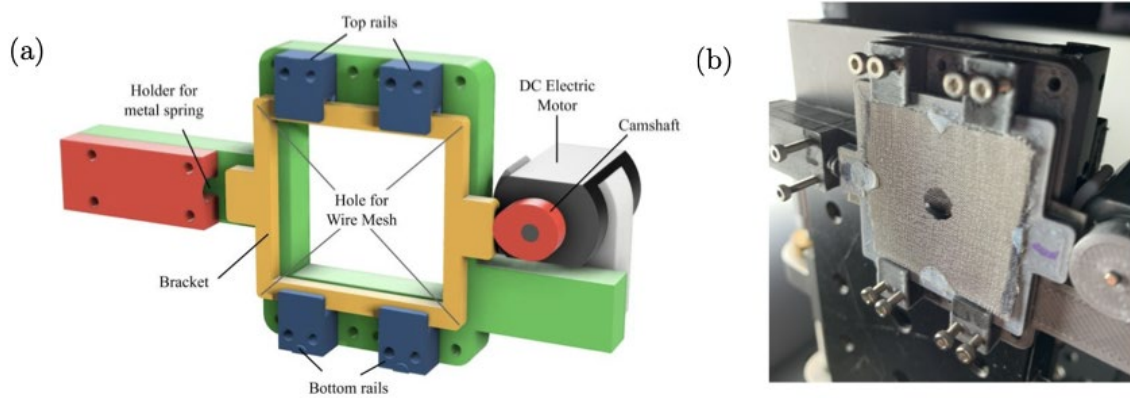 (a)
Top rails
Holder for
metal spring
DC Electric
Motor
Camshaft
Hole for
Wire Mesh
Bracket
Bottom rails
(b)